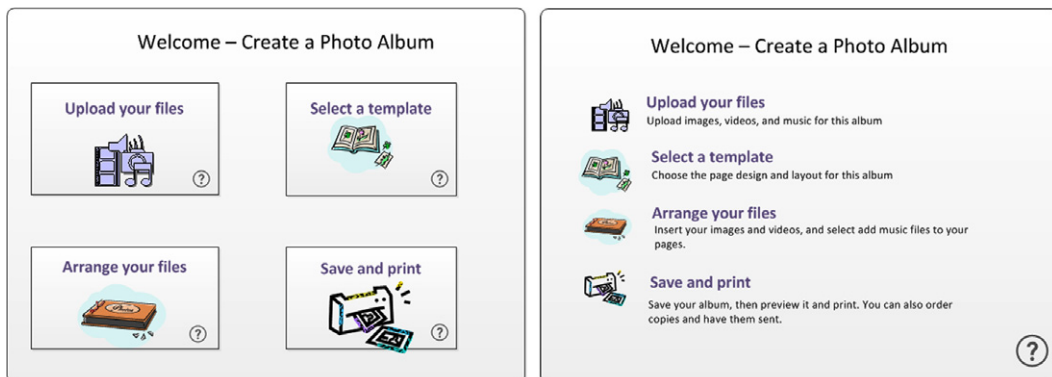 Welcome – Create a Photo Album
Upload your files
Select a template
?
?
Arrange your files
Save and print
?
?
Welcome – Create a Photo Album
Upload your files
Upload images, videos, and music for this album
Select a template
Choose the page design and layout for this album
Arrange your files
Insert your images and videos, and select add music files to your
pages.
Save and print
Save your album, then preview it and print. You can also order
copies and have them sent.
?